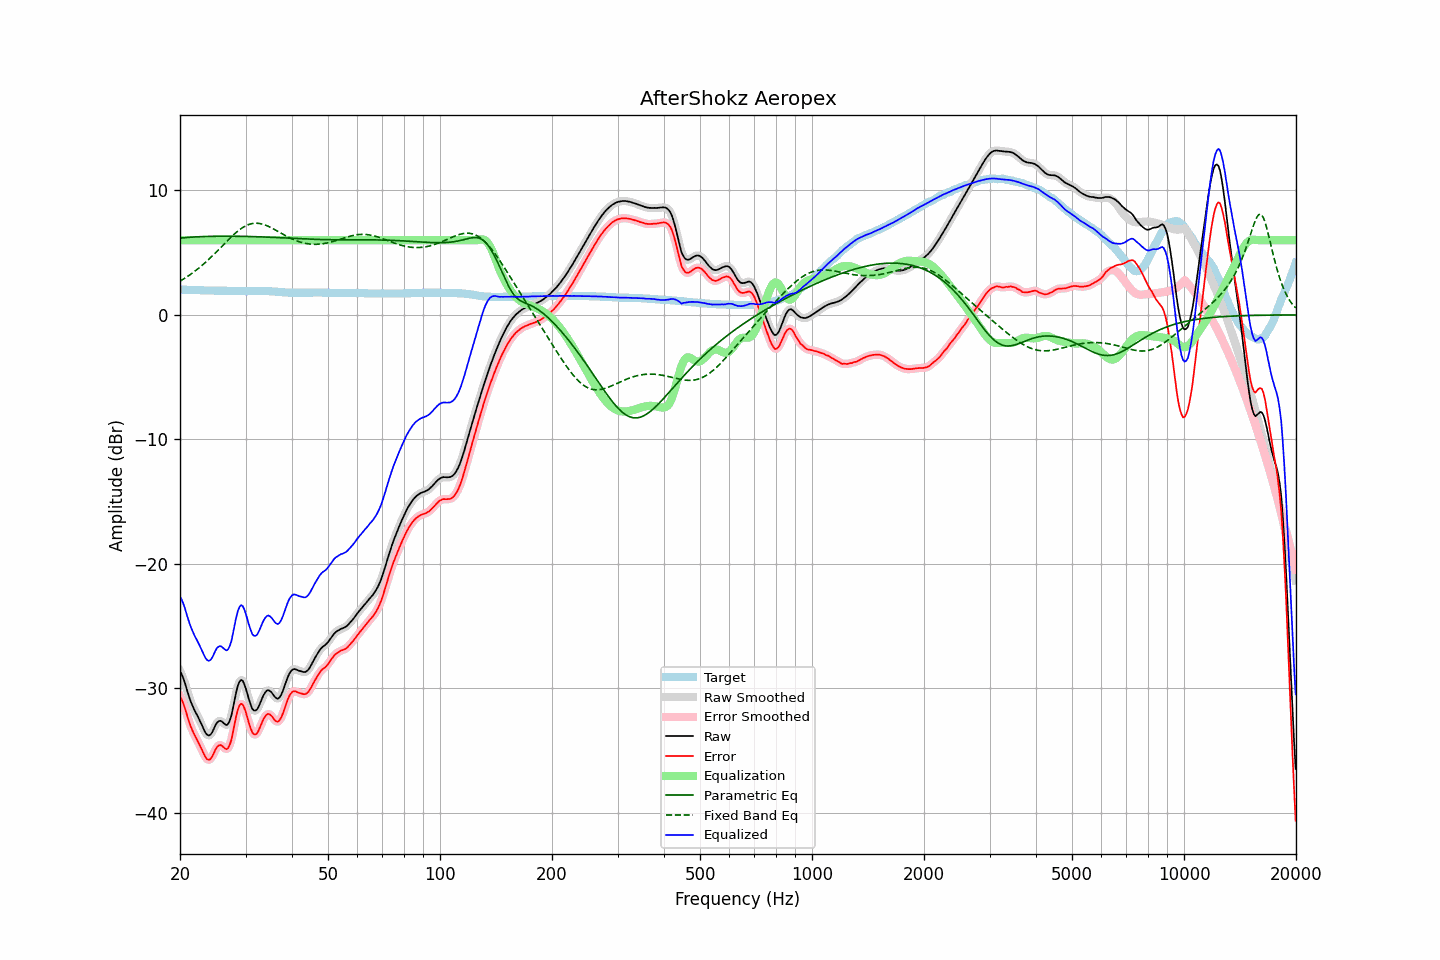 AfterShokz Aeropex
Amplitude (dBr)
10
0
−10
−20
−30
−40
Target
Raw Smoothed
Error Smoothed
Raw
Error
Equalization
Parametric Eq
Fixed Band Eq
Equalized
20
50
100
200
500
1000
2000
5000
10000
20000
Frequency (Hz)